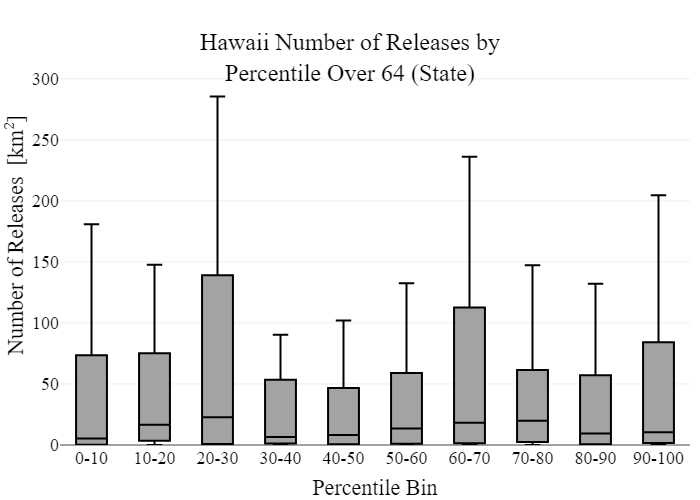 Hawaii Number of Releases by
Percentile Over 64 (State)
Number of Releases [km²]
300
250
200
150
100
50
0
0-10 10-20 20-30 30-40 40-50 50-60 60-70 70-80 80-90 90-100
Percentile Bin